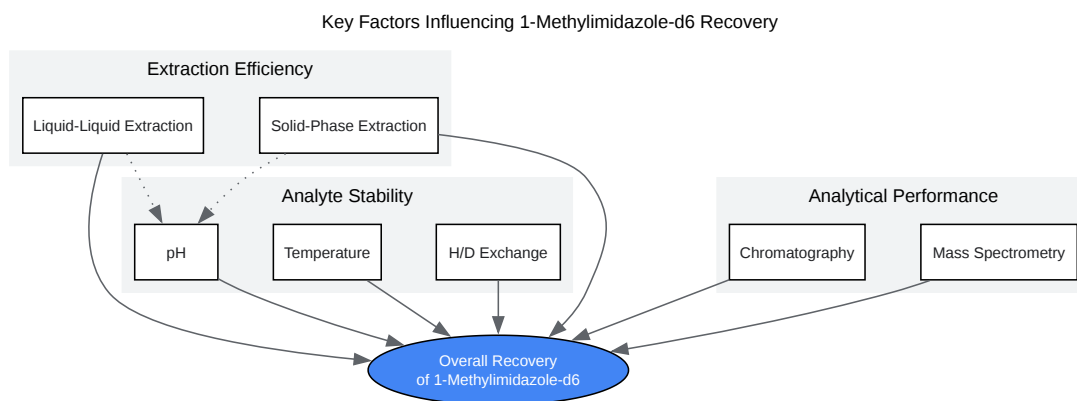 Key Factors Influencing 1-Methylimidazole-d6 Recovery
Extraction Efficiency
Liquid-Liquid Extraction
Solid-Phase Extraction
Analyte Stability
Analytical Performance
pH
Temperature
H/D Exchange
Chromatography
Mass Spectrometry
Overall Recovery
of 1-Methylimidazole-d6